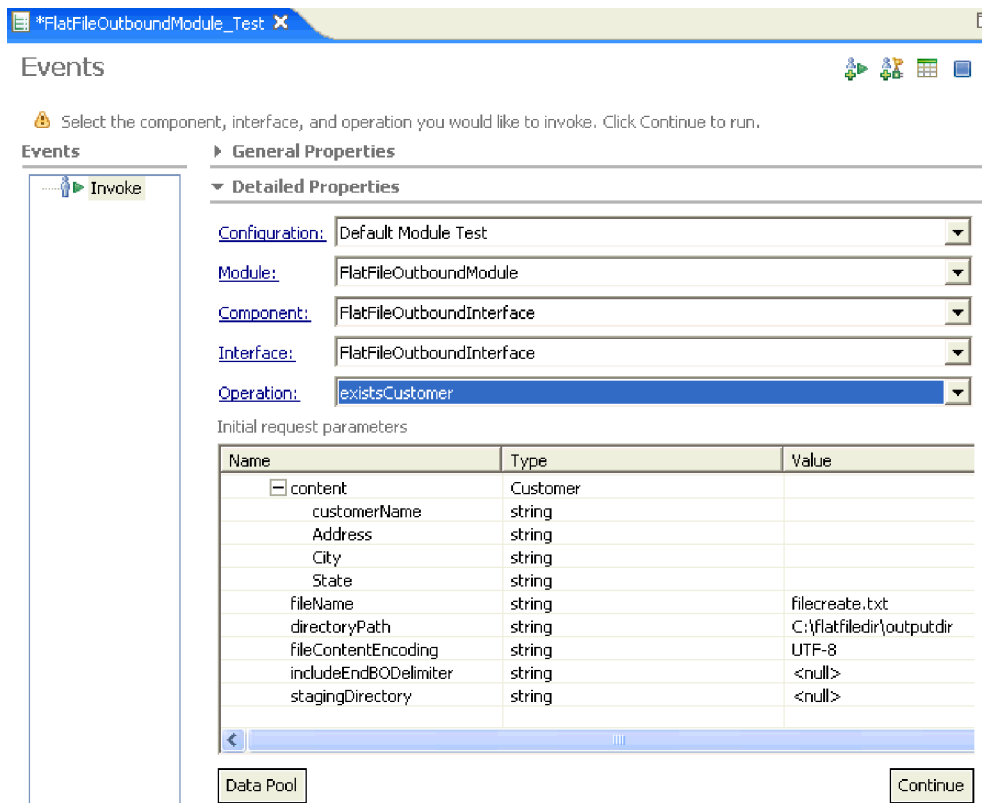 *FlatFileOutboundModule_Test
Events
Select the component, interface, and operation you would like to invoke. Click Continue to run.
Events
General Properties
Invoke
Detailed Properties
Configuration: Default Module Test
Module: FlatFileOutboundModule
Component: FlatFileOutboundInterface
Interface: FlatFileOutboundInterface
Operation: existsCustomer
Initial request parameters
Name Type Value
content Customer
customerName string
Address string
City string
State string
fileName string filecreate.txt
directoryPath string C:\flatfiledir\outputdir
fileContentEncoding string UTF-8
includeEndBODelimiter string <null>
stagingDirectory string <null>
Data Pool Continue